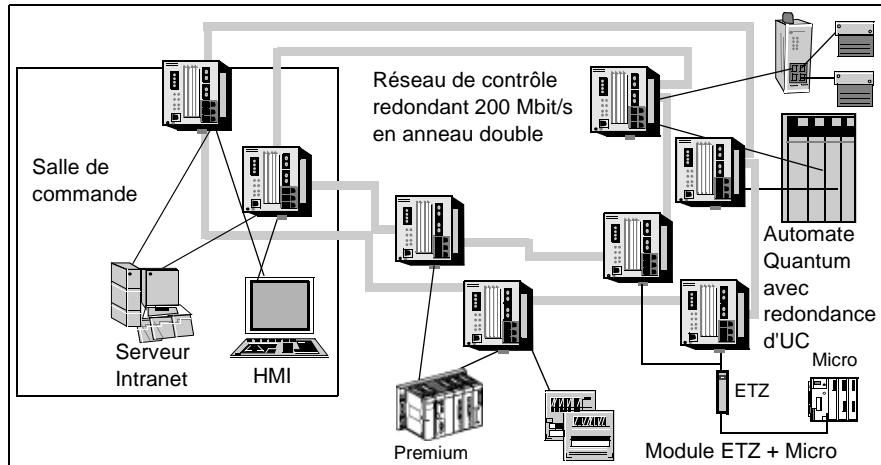 Réseau de contrôle
redondant 200 Mbit/s
en anneau double
Salle de
commande
Serveur
Intranet
HMI
Automate
Quantum
avec
redondance
d'UC
Micro
ETZ
Premium
Module ETZ + Micro